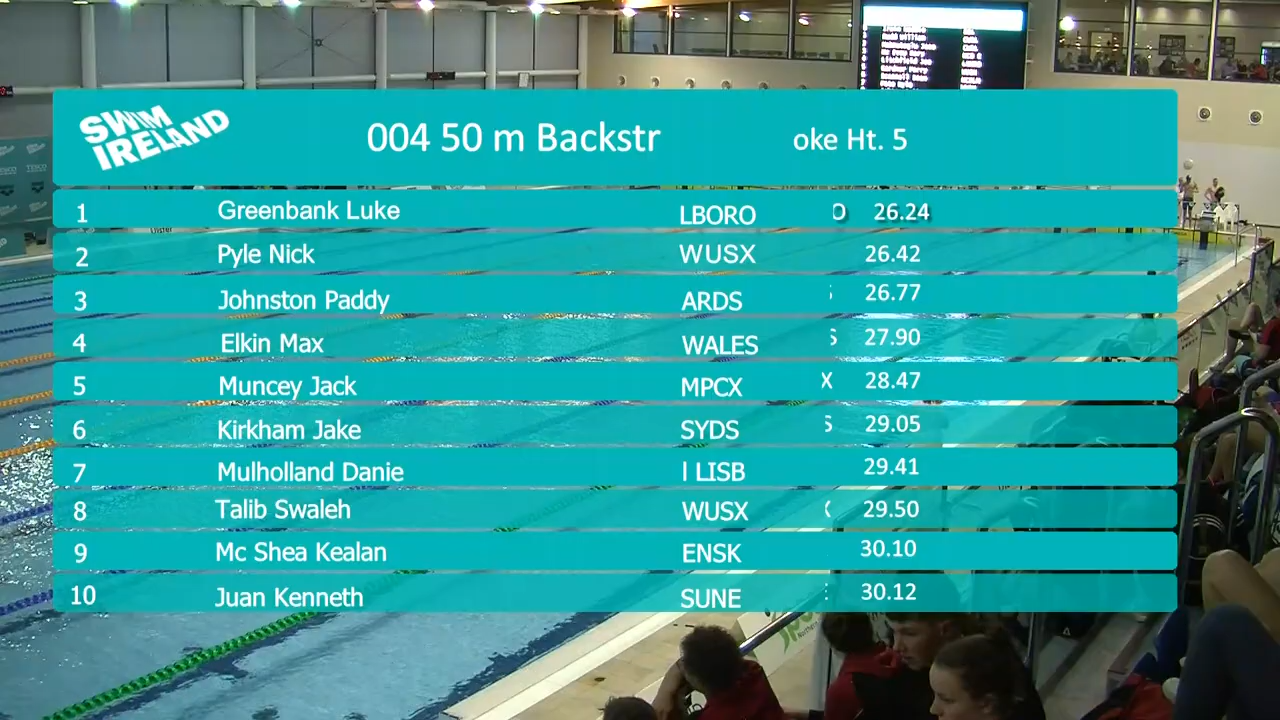 SWIM IRELAND
004 50 m Backstr oke Ht. 5
1 Greenbank Luke LBORO O 26.24
2 Pyle Nick WUSX 26.42
3 Johnston Paddy ARDS 26.77
4 Elkin Max WALES S 27.90
5 Muncey Jack MPCX X 28.47
6 Kirkham Jake SYDS S 29.05
7 Mulholland Danie l LISB 29.41
8 Talib Swaleh WUSX 29.50
9 Mc Shea Kealan ENSK 30.10
10 Juan Kenneth SUNE 30.12